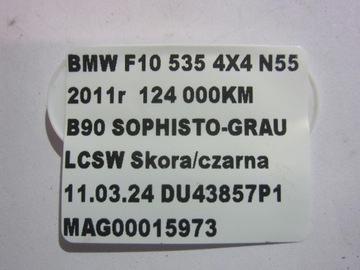 BMW F10 535 4X4 N55
2011r 124 000KM
B90 SOPHISTO-GRAU
LCSW Skora/czarna
11.03.24 DU43857P1
MAG00015973